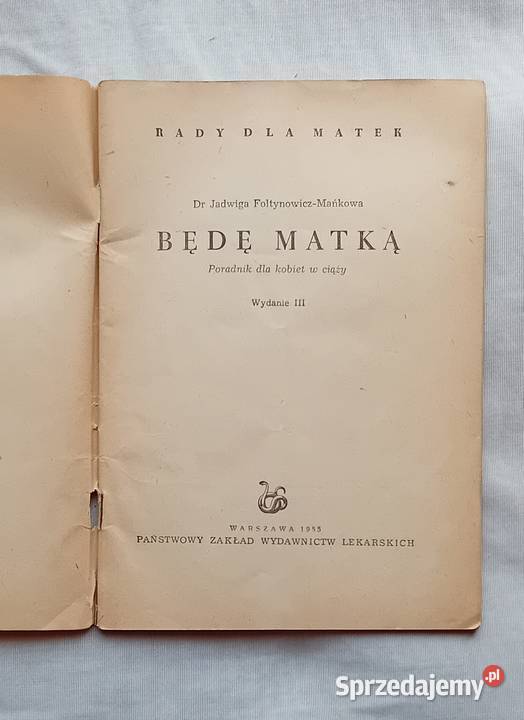 RADY DLA MATEK
Dr Jadwiga Foltynowicz-Mańkowa
BĘDĘ MATKĄ
Poradnik dla kobiet w ciąży
Wydanie III
WARSZAWA 1955
PAŃSTWOWY ZAKŁAD WYDAWNICTW LEKARSKICH
Sprzedajemy.pl